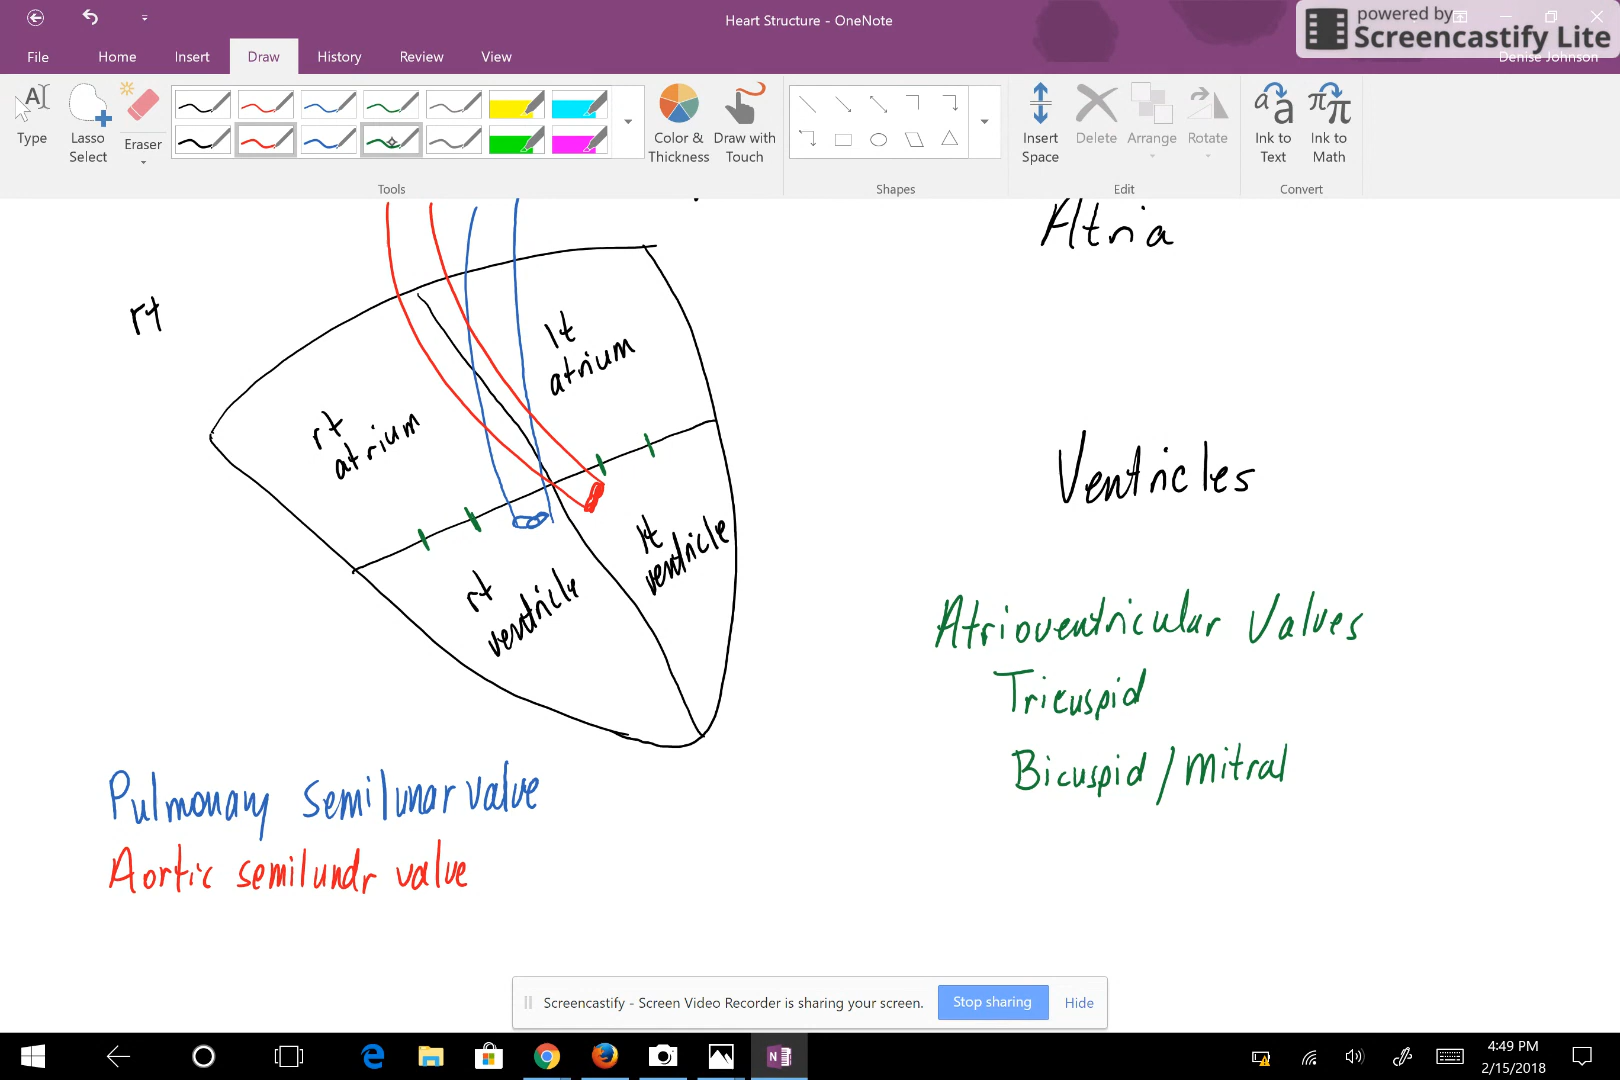 Heart Structure - OneNote
powered by
Screencastify Lite
Denise Johnson
File Home Insert Draw History Review View
Type
Lasso Select
Eraser
Color & Thickness
Draw with Touch
Insert Space
Delete
Arrange
Rotate
Ink to Text
Ink to Math
Tools
Shapes
Edit
Convert
Atria
rt
lt
atrium
rt
atrium
Ventricles
lt
ventricle
rt
ventricle
Atrioventricular Valves
Tricuspid
Bicuspid / Mitral
Pulmonary semilunar valve
Aortic semilunar valve
Screencastify - Screen Video Recorder is sharing your screen.
Stop sharing
Hide
4:49 PM
2/15/2018